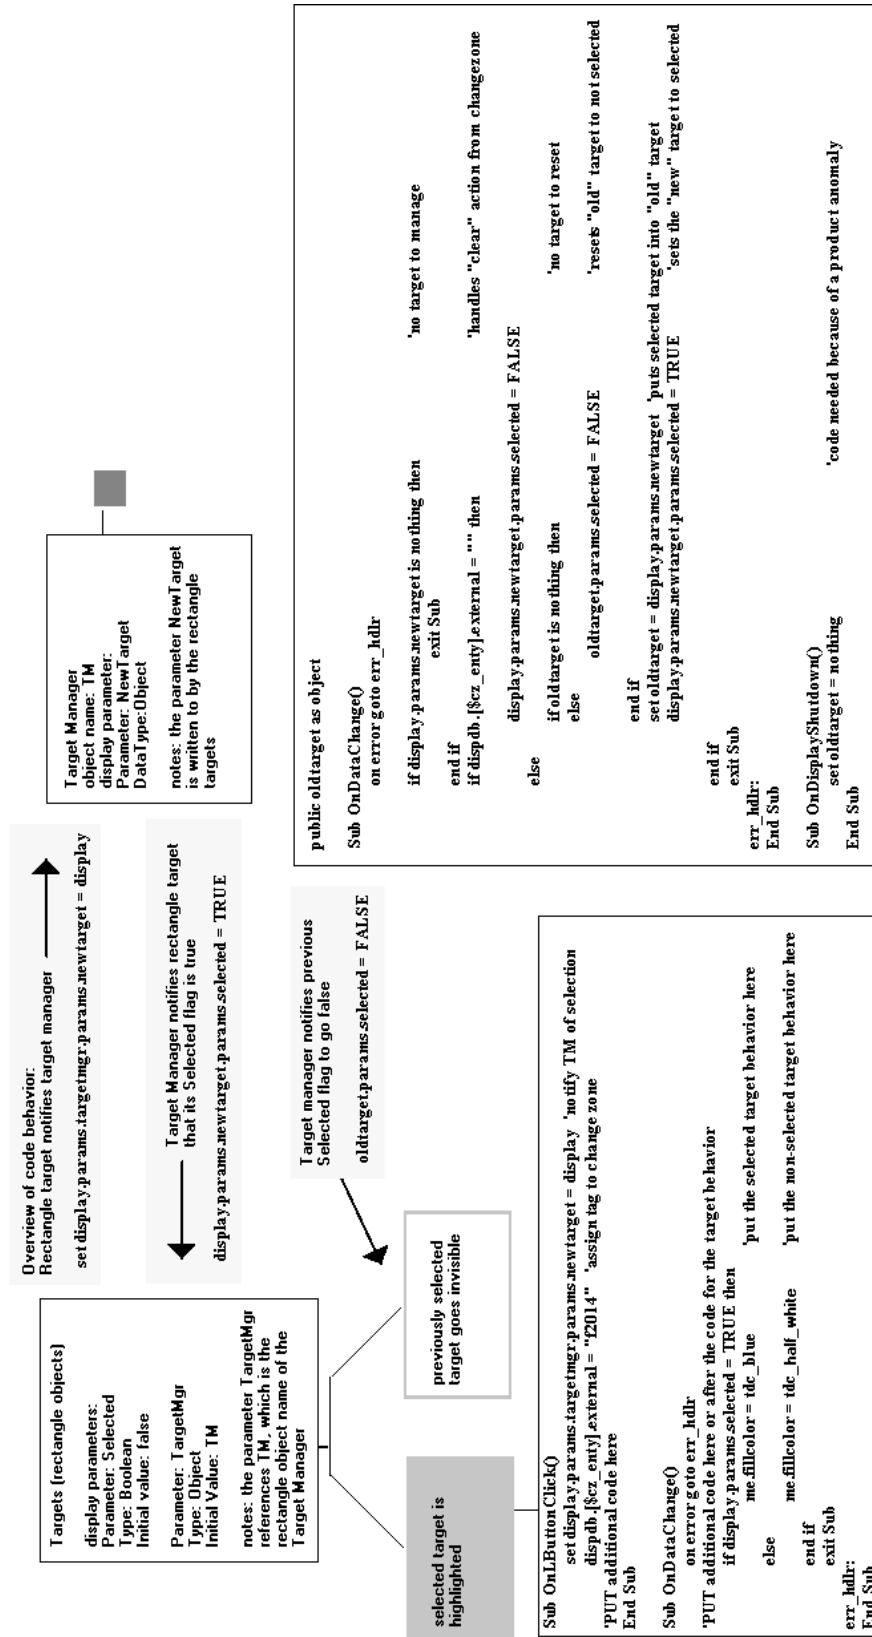 Overview of code behavior:
Rectangle target notifies target manager
set display.params.targetmgr.params.newtarget = display
Target Manager notifies rectangle target
that its Selected flag is true
display.params.newtarget.params.selected = TRUE
Target manager notifies previous
Selected flag to go false
oldtarget.params.selected = FALSE
Targets (rectangle objects)
display parameters:
Parameter: Selected
Type: Boolean
Initial value: false
Parameter: TargetMgr
Type: Object
Initial Value: TM
notes: the parameter TargetMgr
references TM, which is the
rectangle object name of the
Target Manager
Target Manager
object name: TM
display parameter:
Parameter: NewTarget
DataType:Object
notes: the parameter NewTarget
is written to by the rectangle
targets
selected target is
highlighted
previously selected
target goes invisible
Sub OnLButtonClick()
set display.params.targetmgr.params.newtarget = display 'notify TM of selection
dispdb.[$cz_enty].external = "f2014" 'assign tag to change zone
'PUT additional code here
End Sub
Sub OnDataChange()
on error goto err_hdlr
'PUT additional code here or after the code for the target behavior
if display.params.selected = TRUE then
me.fillcolor = tdc_blue 'put the selected target behavior here
else
me.fillcolor = tdc_half_white 'put the non-selected target behavior here
end if
exit Sub
err_hdlr:
End Sub
public oldtarget as object
Sub OnDataChange()
on error goto err_hdlr
if display.params.newtarget is nothing then 'no target to manage
exit Sub
end if
if dispdb.[$cz_enty].external = "" then 'handles "clear" action from changezone
display.params.newtarget.params.selected = FALSE
else
if oldtarget is nothing then 'no target to reset
else
oldtarget.params.selected = FALSE 'resets "old" target to not selected
end if
set oldtarget = display.params.newtarget 'puts selected target into "old" target
display.params.newtarget.params.selected = TRUE 'sets the "new" target to selected
end if
exit Sub
err_hdlr:
End Sub
Sub OnDisplayShutdown()
set oldtarget = nothing 'code needed because of a product anomaly
End Sub